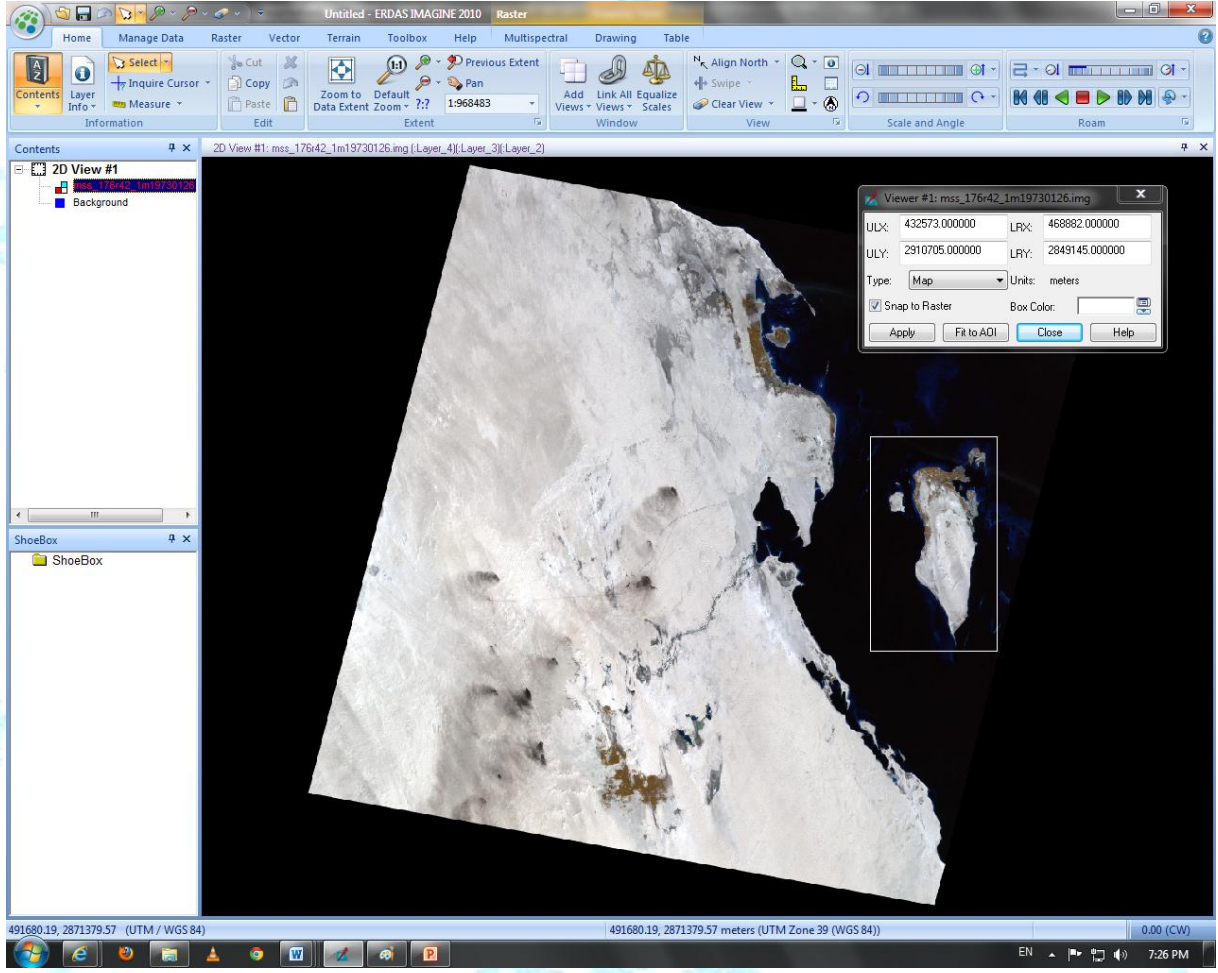 Untitled - ERDAS IMAGINE 2010 Raster
Home Manage Data Raster Vector Terrain Toolbox Help Multispectral Drawing Table
Contents
Layer Info
Select
Inquire Cursor
Measure
Information
Cut
Copy
Paste
Edit
Zoom to Data Extent
Default Zoom
Previous Extent
Pan
?:?
1:968483
Extent
Add Views
Link All Views
Equalize Scales
Window
Align North
Swipe
Clear View
View
Scale and Angle
Roam
Contents
2D View #1
mss_176r42_1m19730126
Background
ShoeBox
ShoeBox
2D View #1: mss_176r42_1m19730126.img (:Layer_4)(:Layer_3)(:Layer_2)
Viewer #1: mss_176r42_1m19730126.img
ULX: 432573.000000 LRX: 468882.000000
ULY: 2910705.000000 LRY: 2849145.000000
Type: Map Units: meters
Snap to Raster Box Color:
Apply Fit to AOI Close Help
491680.19, 2871379.57 (UTM / WGS 84) 491680.19, 2871379.57 meters (UTM Zone 39 (WGS 84)) 0.00 (CW)
EN 7:26 PM